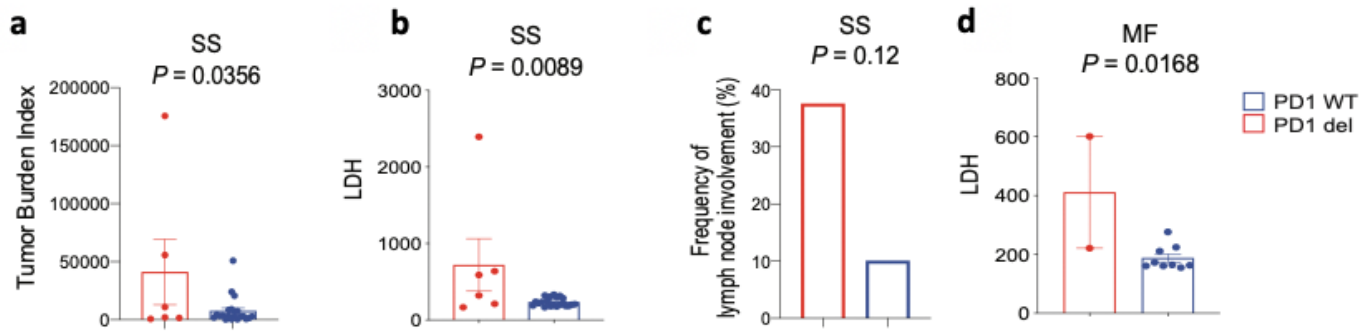 a
SS
P = 0.0356
Tumor Burden Index
200000
150000
100000
50000
0
b
SS
P = 0.0089
LDH
3000
2000
1000
0
c
SS
P = 0.12
Frequency of
lymph node involvement (%)
40
30
20
10
0
d
MF
P = 0.0168
LDH
800
600
400
200
0
PD1 WT
PD1 del